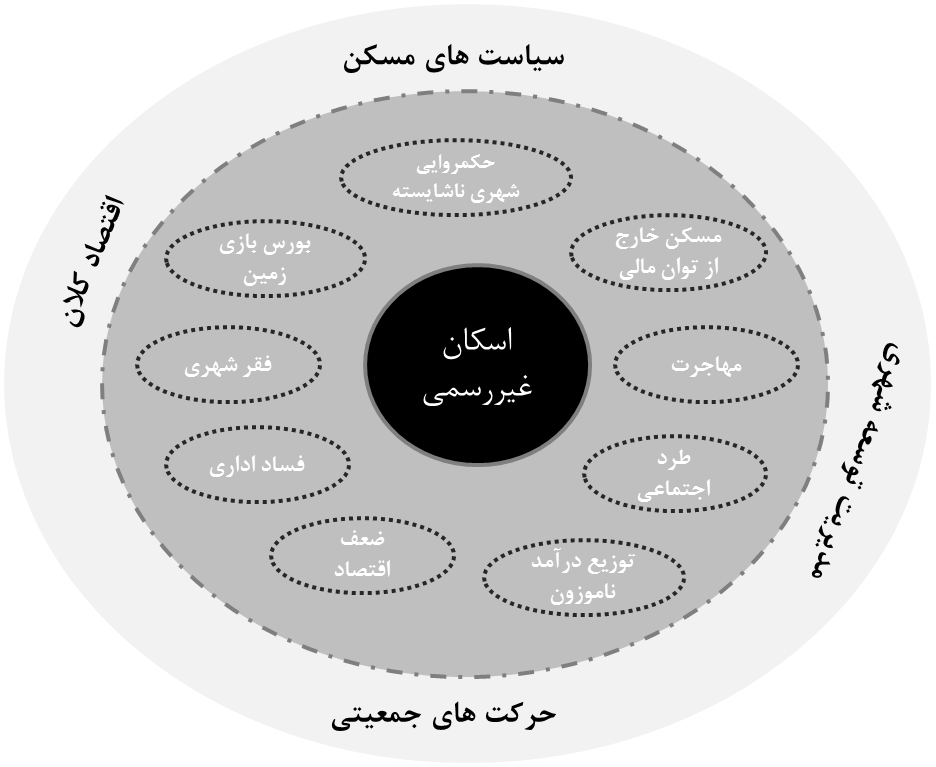 سیاست های مسکن
حکمروایی
شهری ناشایسته
مسکن خارج
از توان مالی
بورس بازی
زمین
اقتصاد کلان
اسکان
غیررسمی
مهاجرت
فقر شهری
مدیریت توسعه شهری
طرد
اجتماعی
فساد اداری
توزیع درآمد
ناموزون
ضعف
اقتصاد
حرکت های جمعیتی